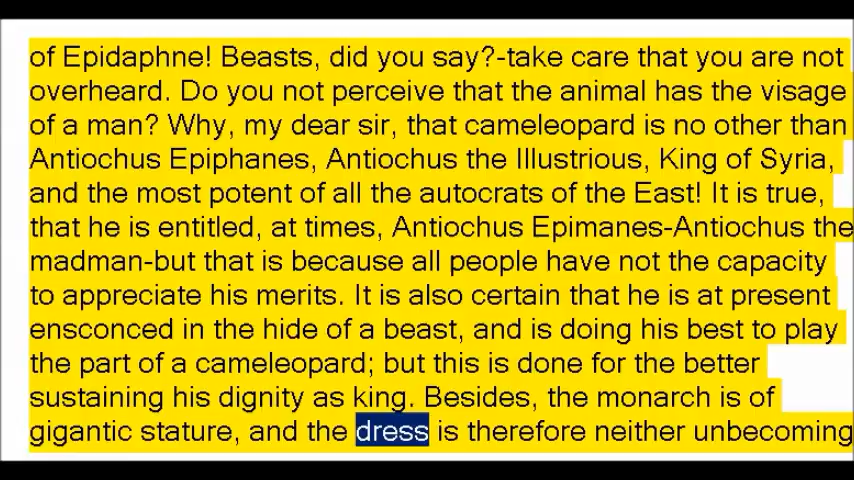 of Epidaphne! Beasts, did you say?-take care that you are not
overheard. Do you not perceive that the animal has the visage
of a man? Why, my dear sir, that cameleopard is no other than
Antiochus Epiphanes, Antiochus the Illustrious, King of Syria,
and the most potent of all the autocrats of the East! It is true,
that he is entitled, at times, Antiochus Epimanes-Antiochus the
madman-but that is because all people have not the capacity
to appreciate his merits. It is also certain that he is at present
ensconced in the hide of a beast, and is doing his best to play
the part of a cameleopard; but this is done for the better
sustaining his dignity as king. Besides, the monarch is of
gigantic stature, and the dress is therefore neither unbecoming